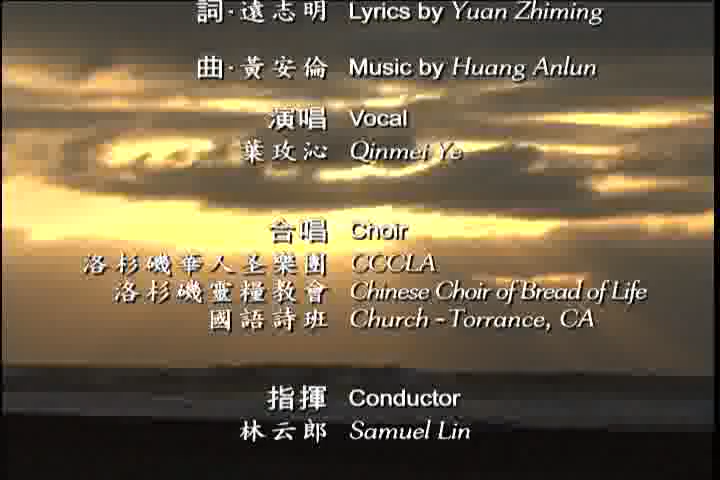 詞·遠志明 Lyrics by Yuan Zhiming
曲·黃安倫 Music by Huang Anlun
演唱 Vocal
葉玫沁 Qinmei Ye
合唱 Choir
洛杉磯華人圣樂團 CCCLA
洛杉磯靈糧教會 Chinese Choir of Bread of Life
國語詩班 Church - Torrance, CA
指揮 Conductor
林云郎 Samuel Lin